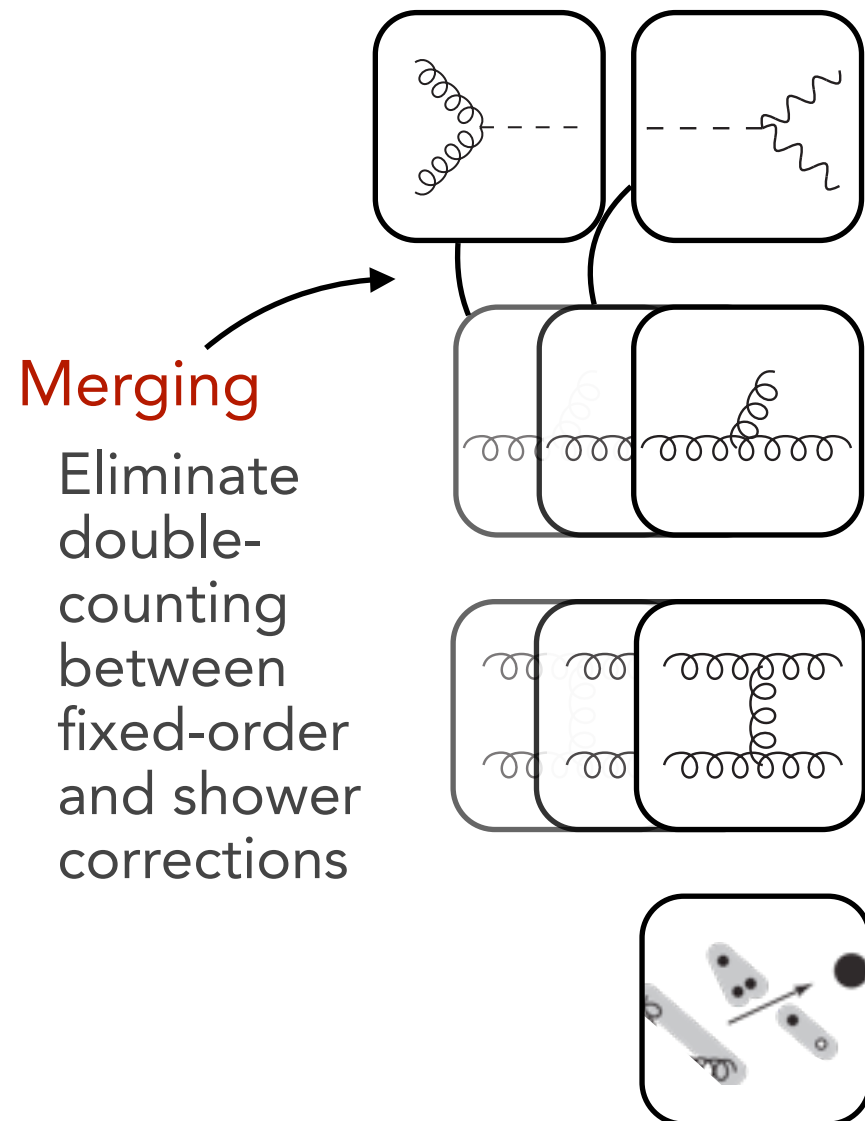 Merging
Eliminate
double-
counting
between
fixed-order
and shower
corrections